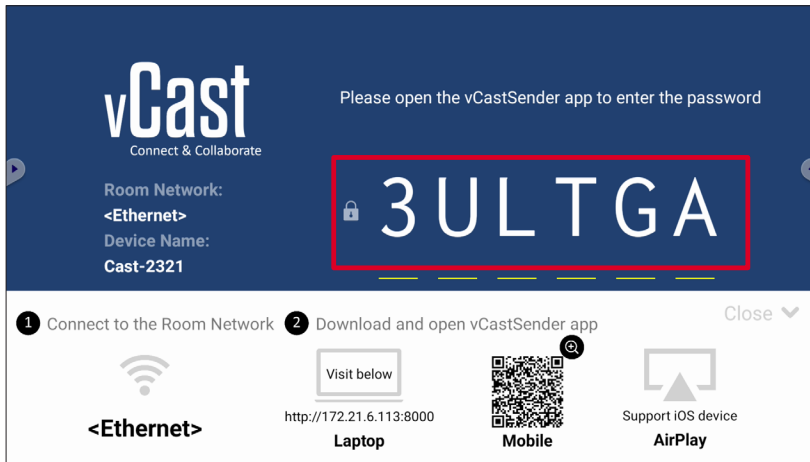 vCast
Connect & Collaborate
Please open the vCastSender app to enter the password
Room Network:
<Ethernet>
Device Name:
Cast-2321
3ULTGA
1 Connect to the Room Network
2 Download and open vCastSender app
Close
<Ethernet>
Visit below
http://172.21.6.113:8000
Laptop
Mobile
Support iOS device
AirPlay